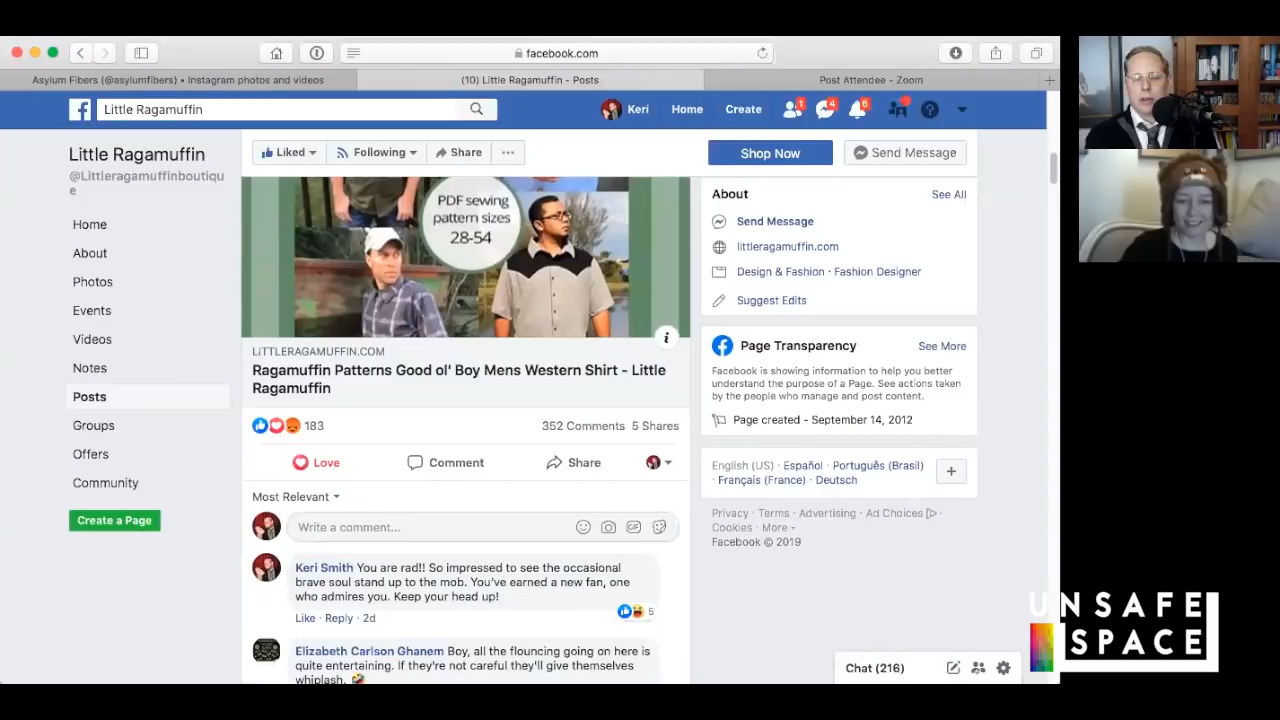 facebook.com
Asylum Fibers (@asylumfibers) • Instagram photos and videos
(10) Little Ragamuffin - Posts
Post Attendee - Zoom
Little Ragamuffin
Keri
Home
Create
1
4
6
Little Ragamuffin
@Littleragamuffinboutiqu
e
Home
About
Photos
Events
Videos
Notes
Posts
Groups
Offers
Community
Create a Page
Liked
Following
Share
Shop Now
Send Message
PDF sewing
pattern sizes
28-54
LITTLERAGAMUFFIN.COM
Ragamuffin Patterns Good ol' Boy Mens Western Shirt - Little
Ragamuffin
183
352 Comments 5 Shares
Love
Comment
Share
Most Relevant
Write a comment...
GIF
Keri Smith You are rad!! So impressed to see the occasional
brave soul stand up to the mob. You've earned a new fan, one
who admires you. Keep your head up!
5
Like · Reply · 2d
Elizabeth Carlson Ghanem Boy, all the flouncing going on here is
quite entertaining. If they're not careful they'll give themselves
whiplash.
About
See All
Send Message
littleragamuffin.com
Design & Fashion · Fashion Designer
Suggest Edits
Page Transparency
See More
Facebook is showing information to help you better
understand the purpose of a Page. See actions taken
by the people who manage and post content.
Page created - September 14, 2012
English (US) · Español · Português (Brasil)
· Français (France) · Deutsch
Privacy · Terms · Advertising · Ad Choices ·
Cookies · More
Facebook © 2019
Chat (216)
UNSAFE
SPACE